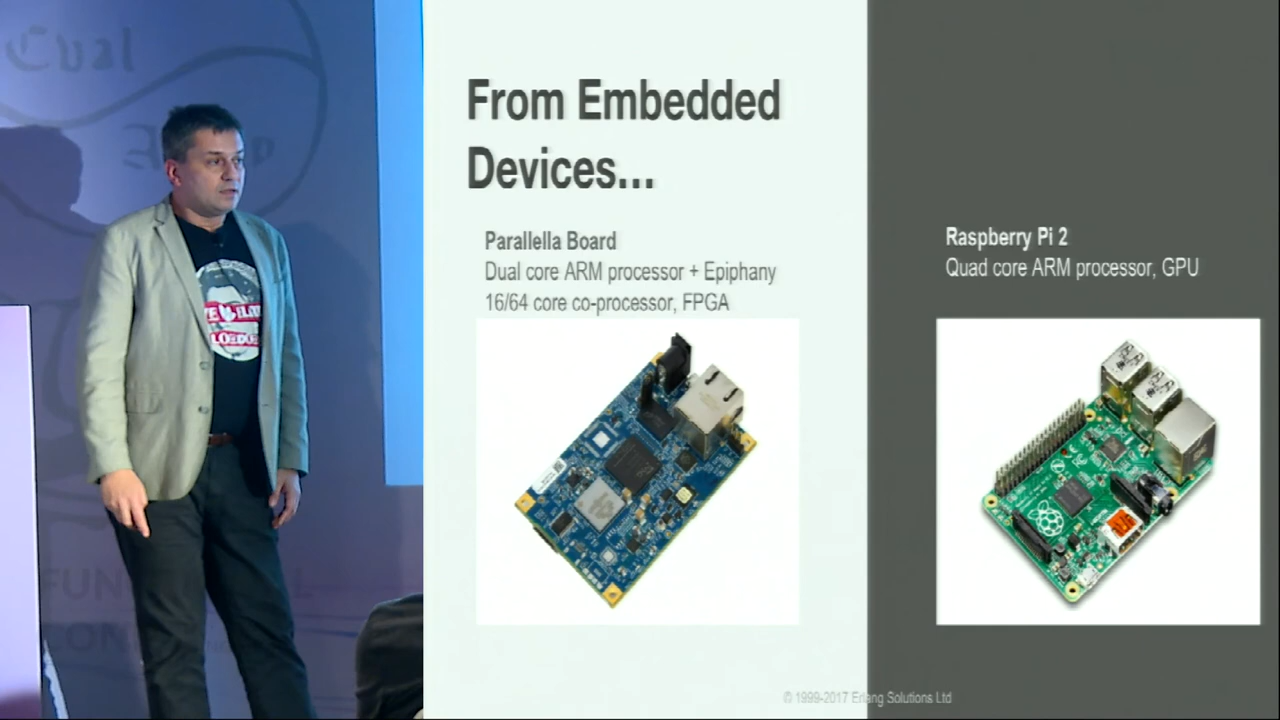 Cual
From Embedded
Devices...
Parallella Board
Dual core ARM processor + Epiphany
16/64 core co-processor, FPGA
Raspberry Pi 2
Quad core ARM processor, GPU
© 1999-2017 Erlang Solutions Ltd